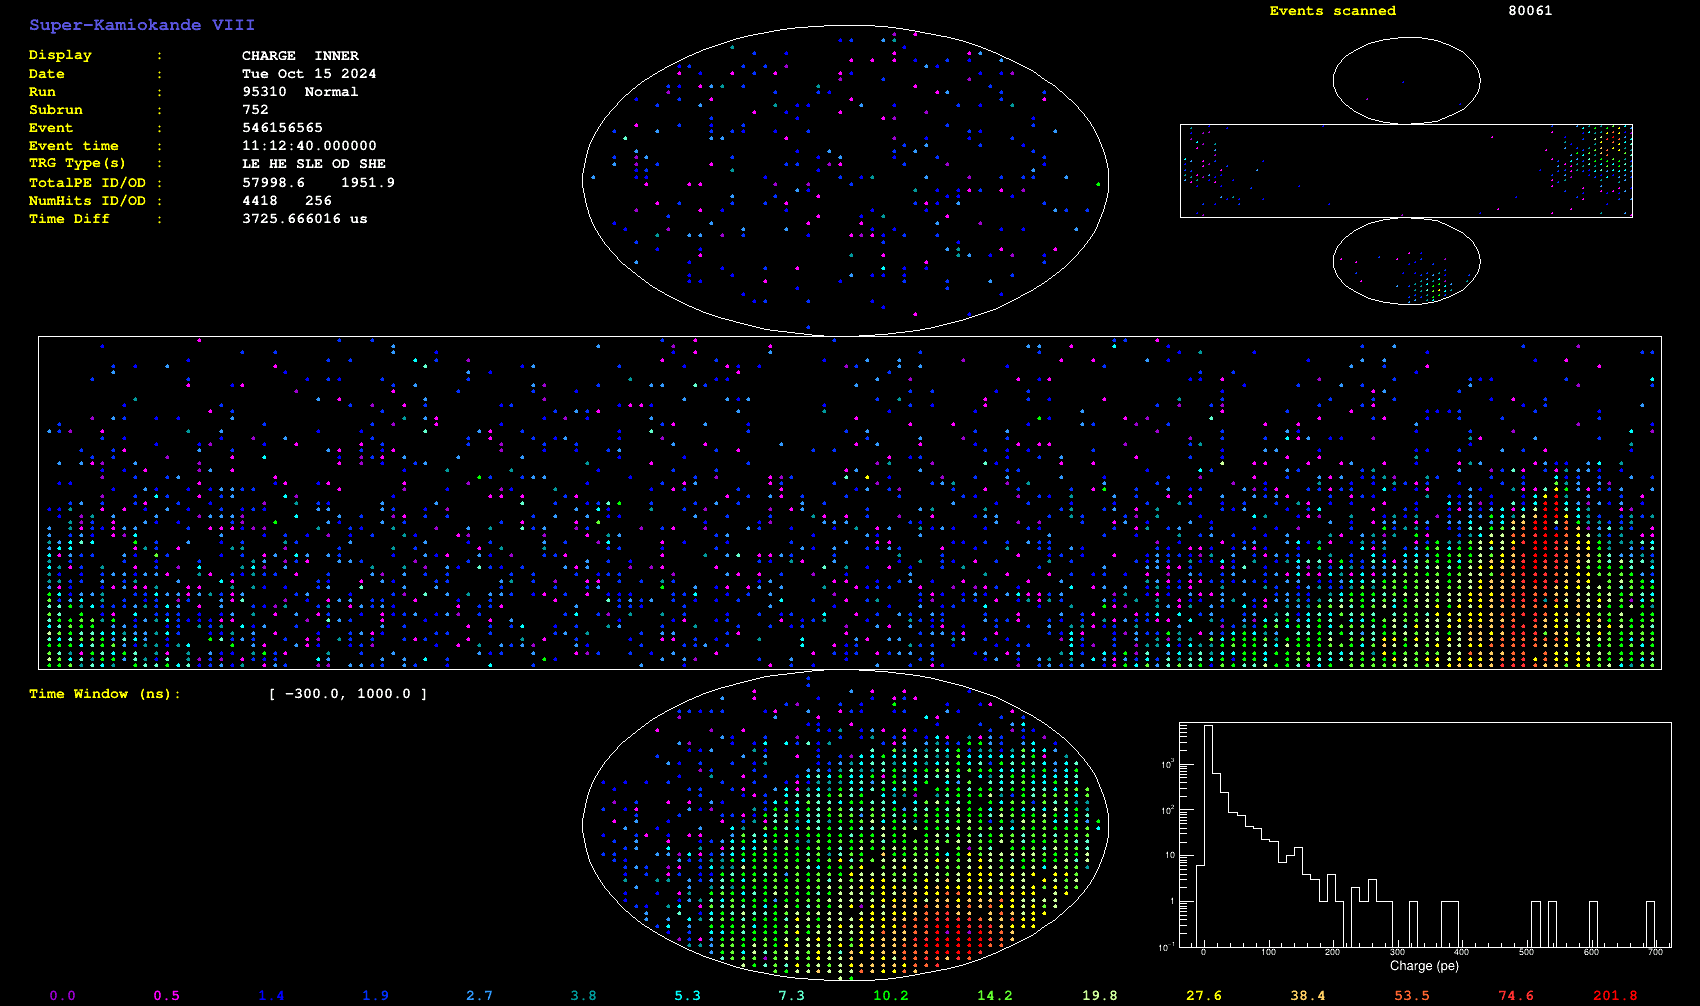 Super-Kamiokande VIII
Events scanned 80061
Display : CHARGE INNER
Date : Tue Oct 15 2024
Run : 95310 Normal
Subrun : 752
Event : 546156565
Event time : 11:12:40.000000
TRG Type(s) : LE HE SLE OD SHE
TotalPE ID/OD : 57998.6 1951.9
NumHits ID/OD : 4418 256
Time Diff : 3725.666016 us
Time Window (ns): [ -300.0, 1000.0 ]
10³
10²
10
1
10⁻¹
0 100 200 300 400 500 600 700
Charge (pe)
0.0 0.5 1.4 1.9 2.7 3.8 5.3 7.3 10.2 14.2 19.8 27.6 38.4 53.5 74.6 201.8